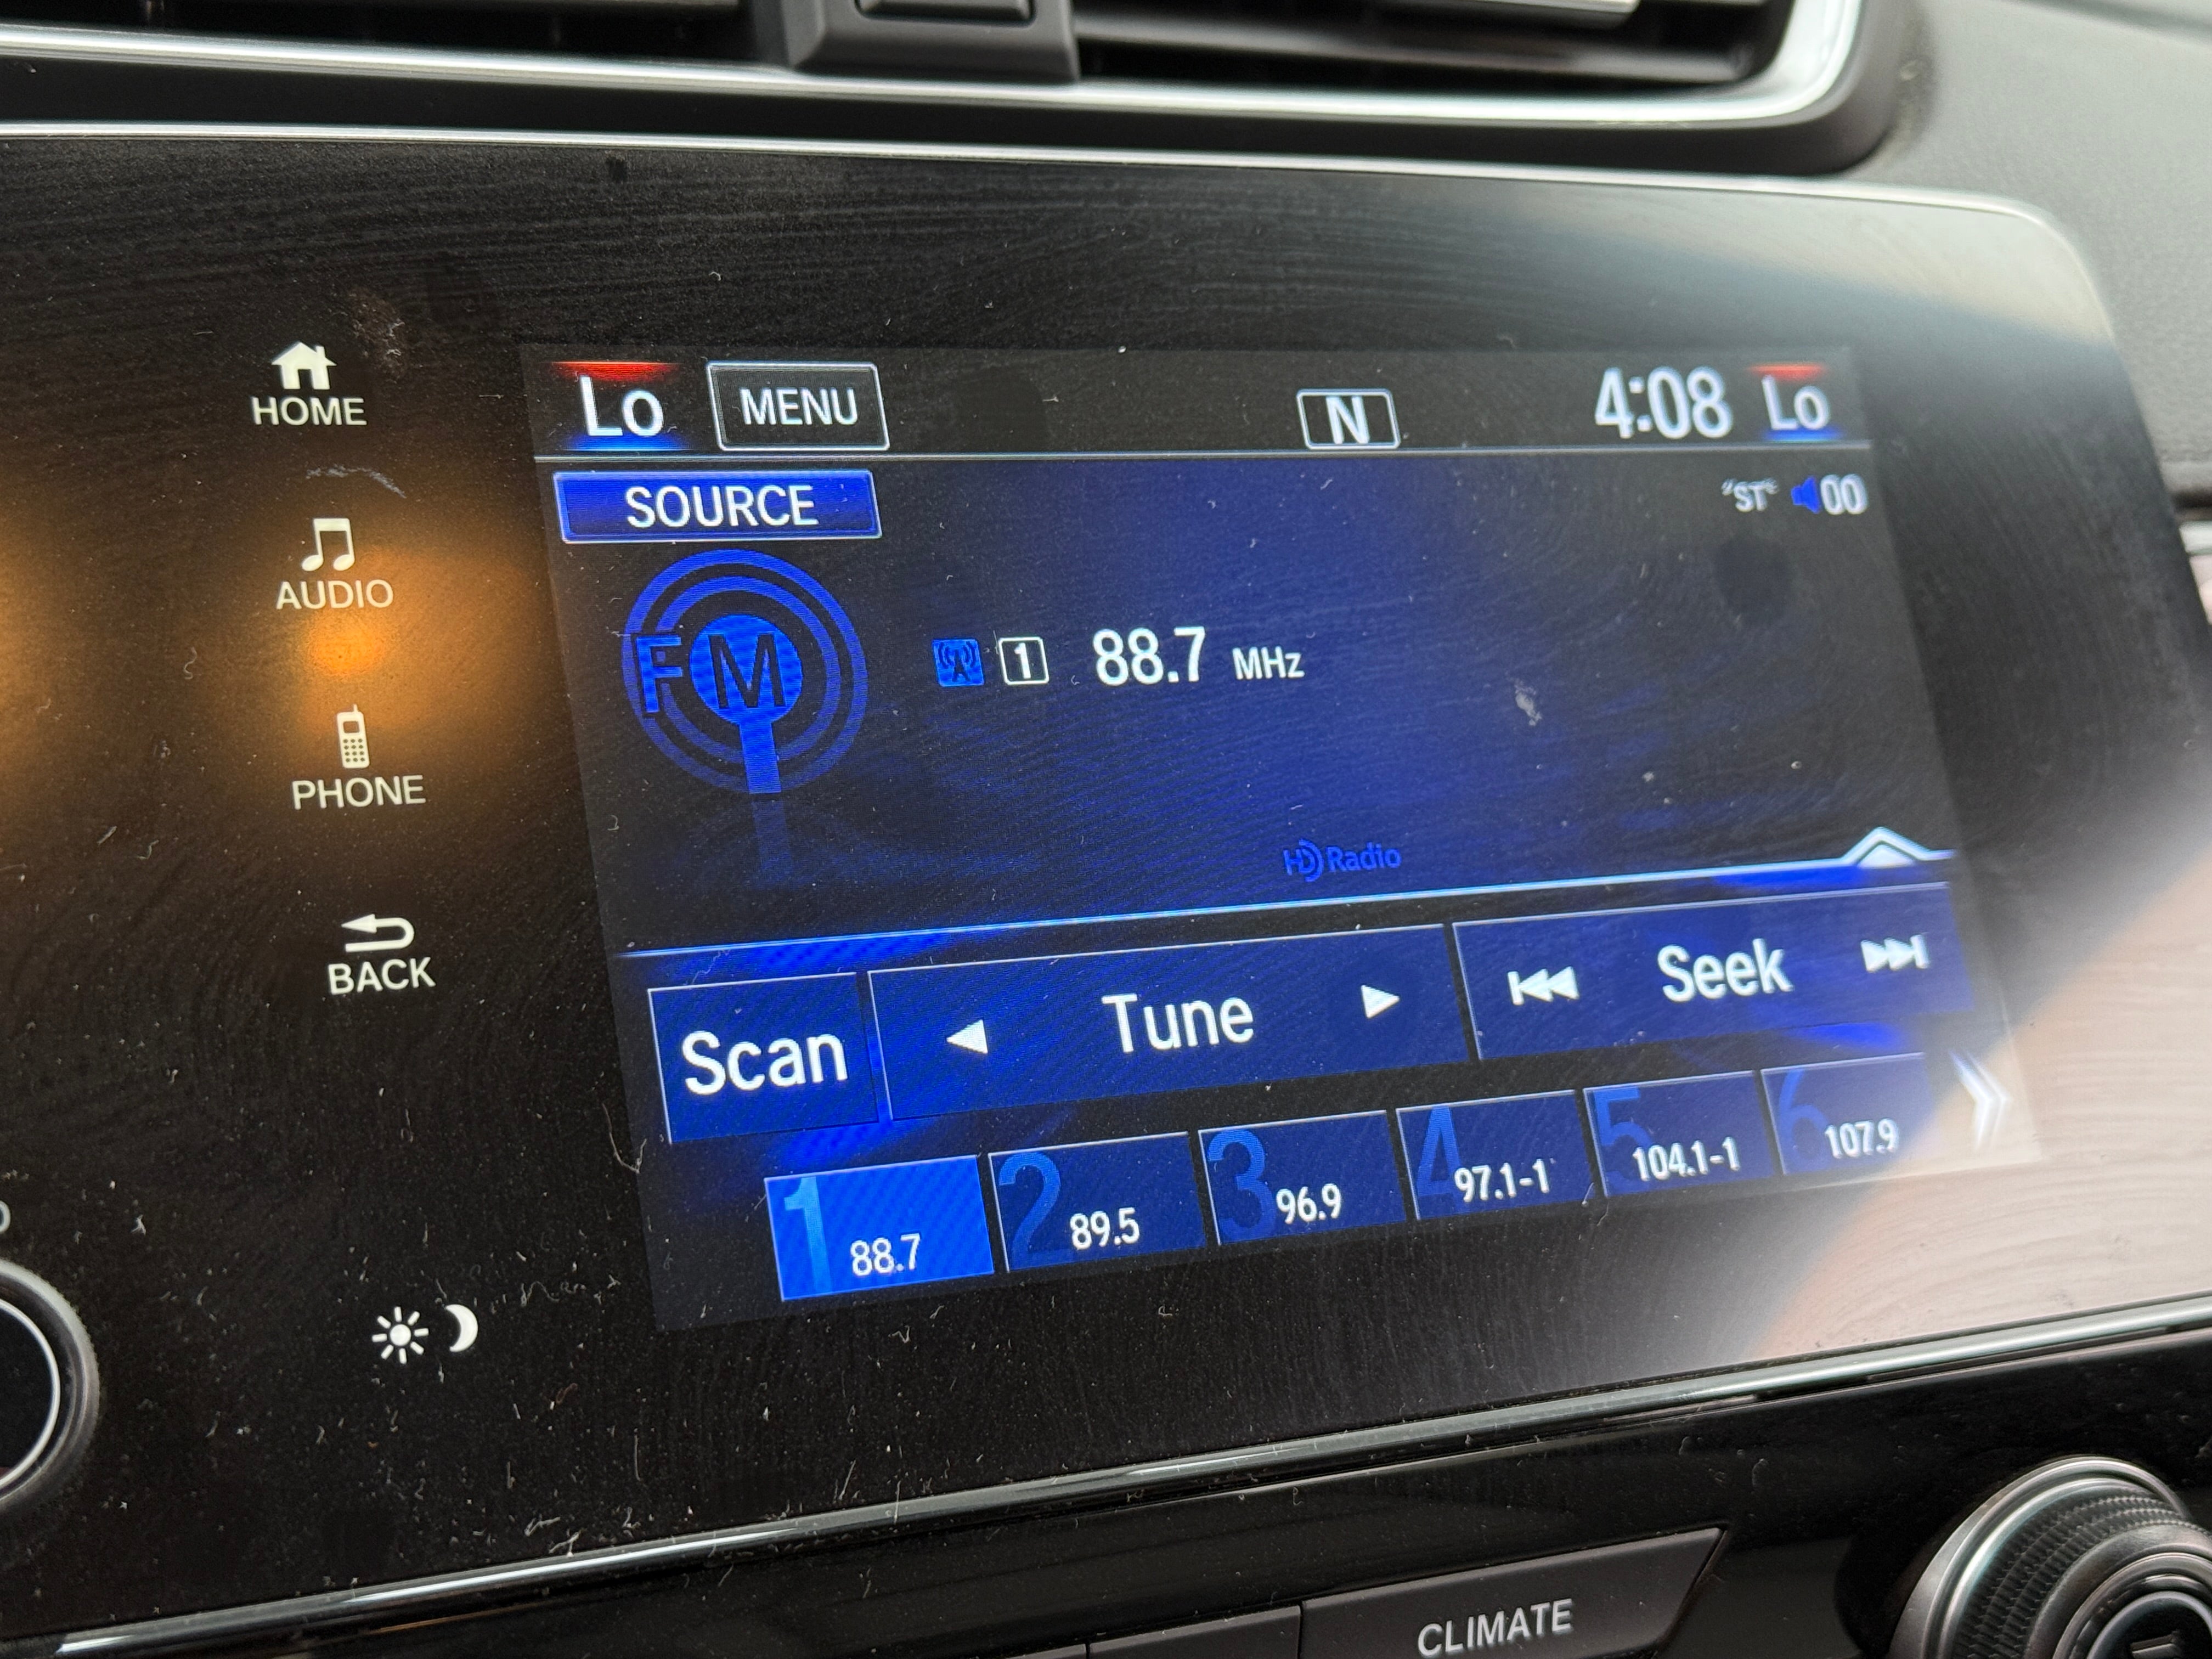 HOME
AUDIO
PHONE
BACK
Lo MENU N 4:08 Lo
SOURCE "ST" 00
FM 1 88.7 MHz
HD Radio
Scan Tune Seek
1 88.7 2 89.5 3 96.9 4 97.1-1 5 104.1-1 6 107.9
CLIMATE